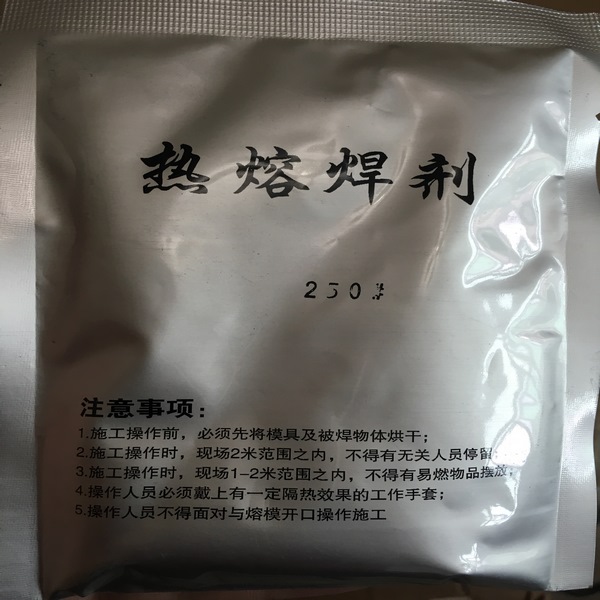 热熔焊剂
250
注意事项：
1.施工操作前，必须先将模具及被焊物体烘干；
2.施工操作时，现场2米范围之内，不得有无关人员停留；
3.施工操作时，现场1-2米范围之内，不得有易燃物品摆放；
4.操作人员必须戴上有一定隔热效果的工作手套；
5.操作人员不得面对与熔模开口操作施工